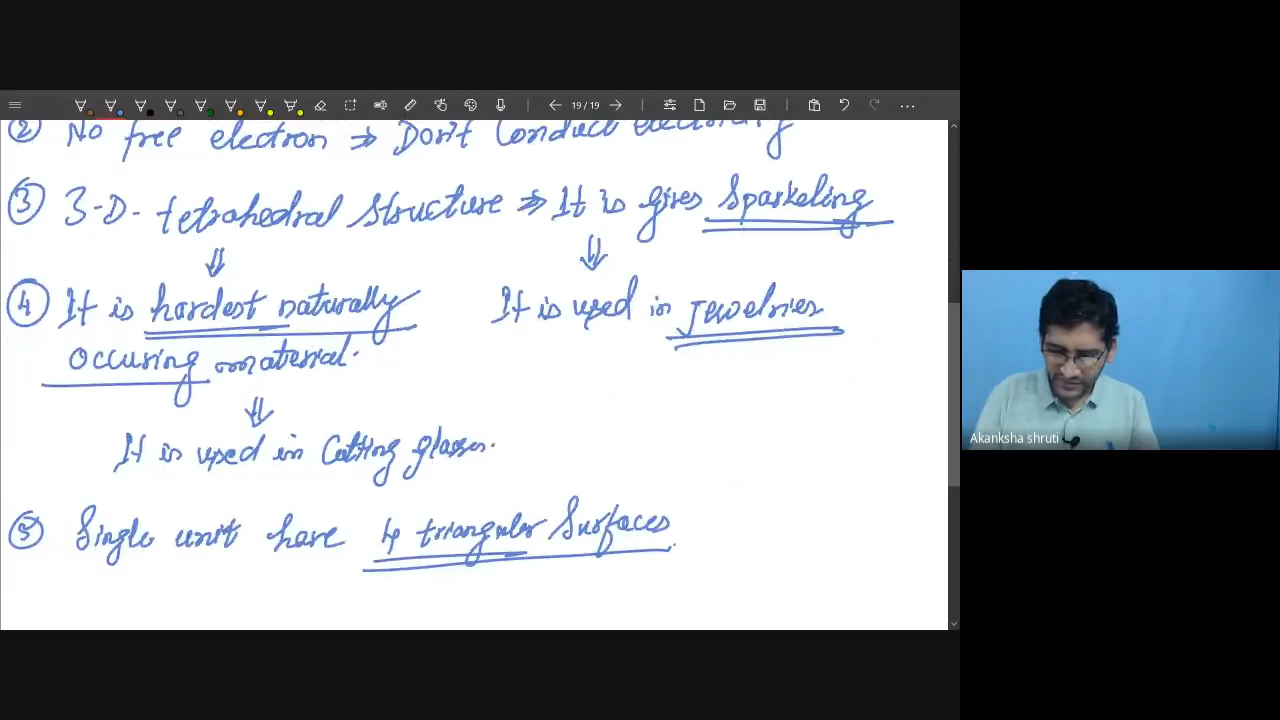 19/19
② No free electron ⇒ Don't Conduct electricity
③ 3-D- tetrahedral structure ⇒ It is gives Sparkeling
⇓ ⇓
④ It is hardest naturally It is used in Jewelries
occuring material.
⇓
It is used in Cutting glasses.
⑤ Single unit have 4 triangular Surfaces
Akanksha shruti